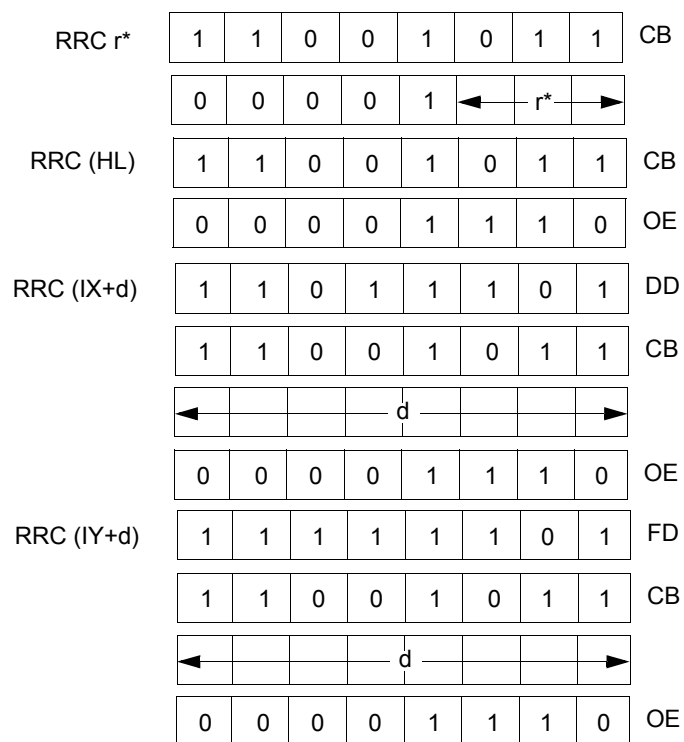 RRC r* 1 1 0 0 1 0 1 1 CB
0 0 0 0 1 r*
RRC (HL) 1 1 0 0 1 0 1 1 CB
0 0 0 0 1 1 1 0 OE
RRC (IX+d) 1 1 0 1 1 1 0 1 DD
1 1 0 0 1 0 1 1 CB
d
0 0 0 0 1 1 1 0 OE
RRC (IY+d) 1 1 1 1 1 1 0 1 FD
1 1 0 0 1 0 1 1 CB
d
0 0 0 0 1 1 1 0 OE